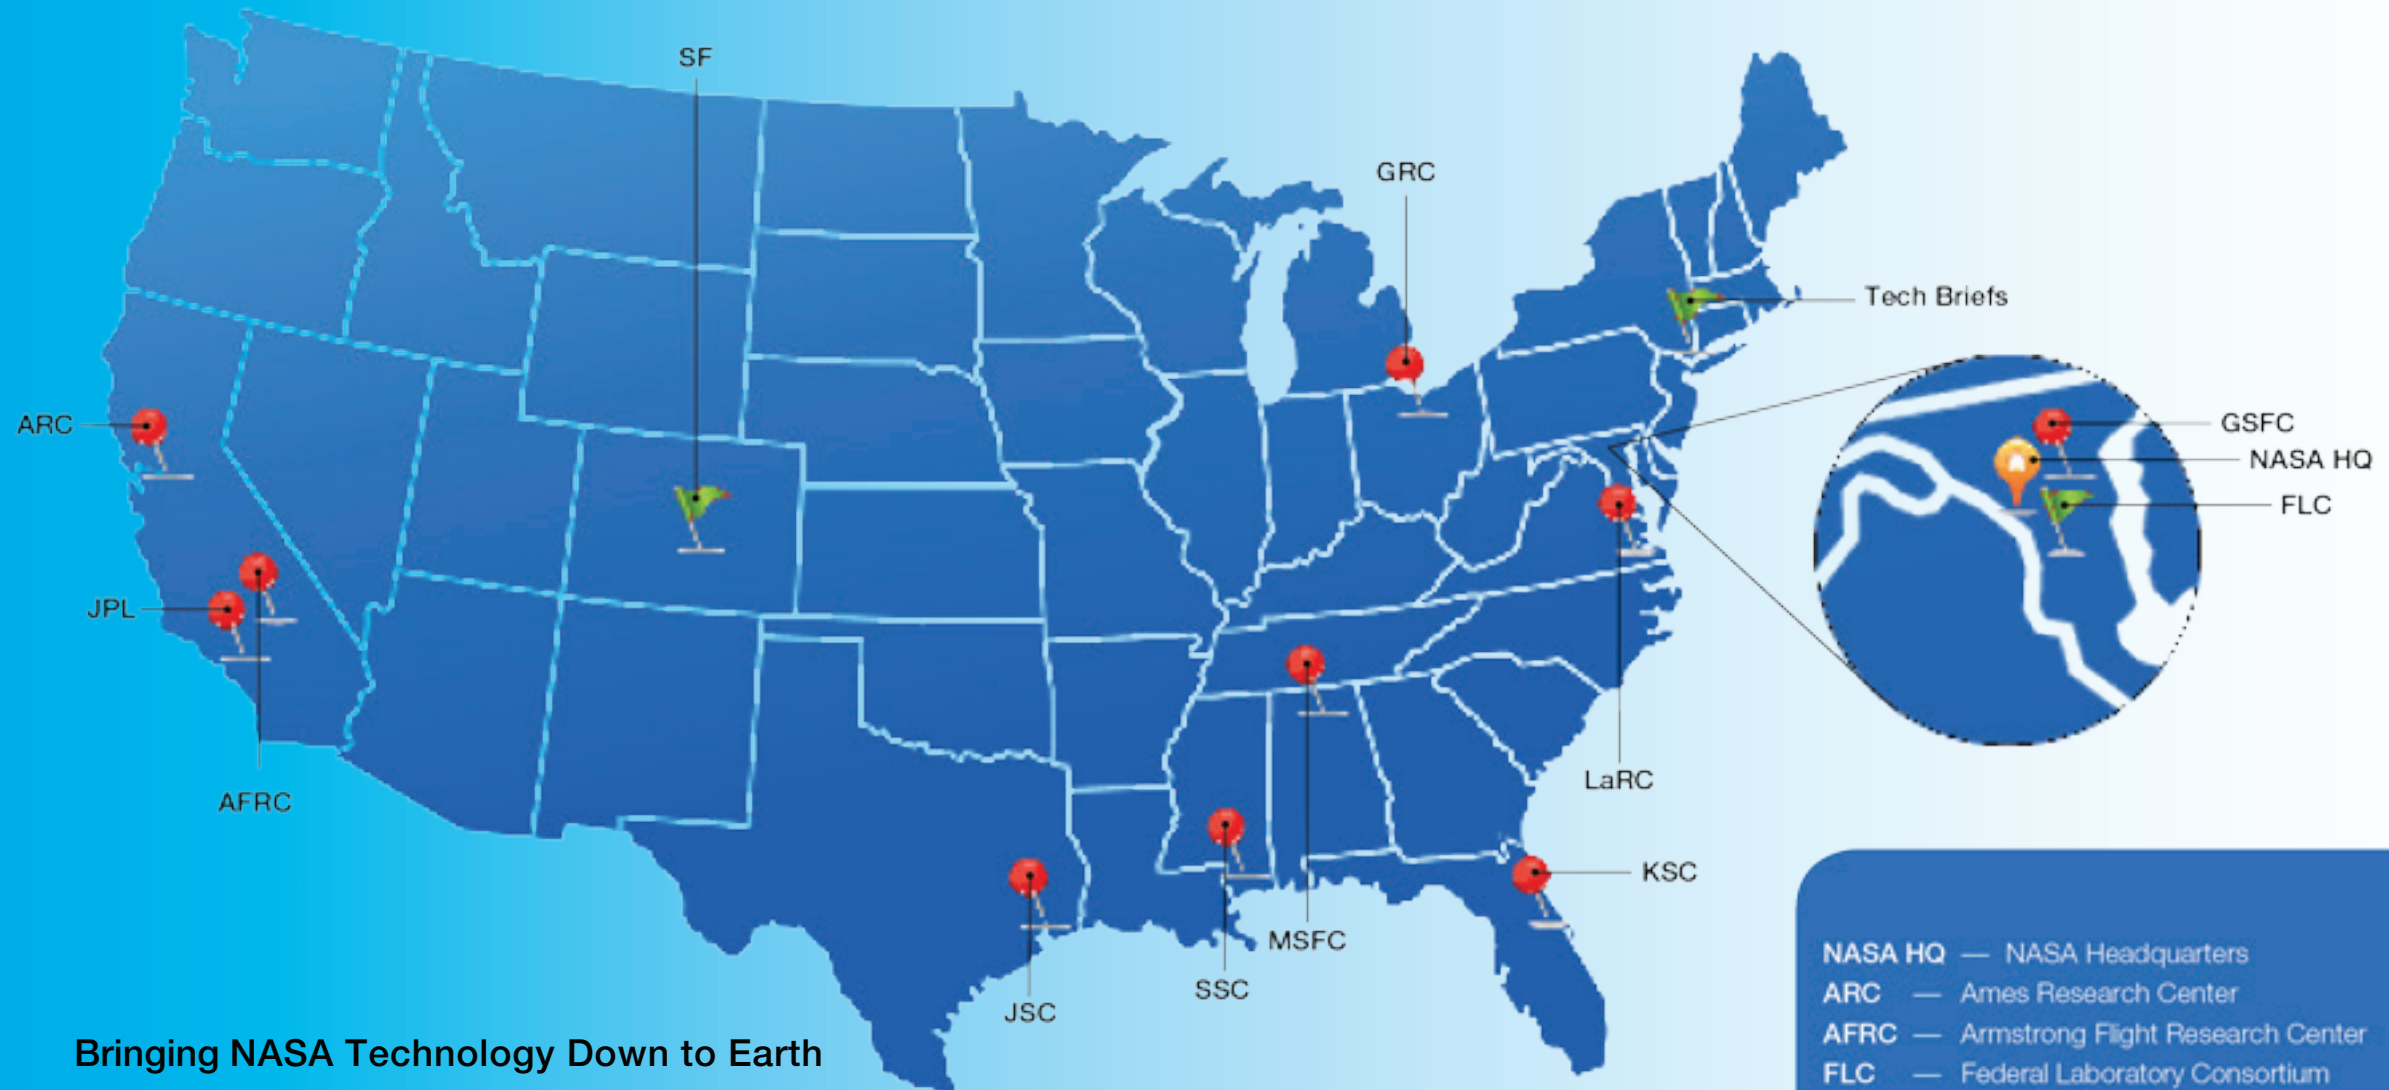 SF
GRC
Tech Briefs
ARC
GSFC
NASA HQ
FLC
JPL
LaRC
AFRC
KSC
MSFC
SSC
JSC
Bringing NASA Technology Down to Earth
NASA HQ — NASA Headquarters
ARC — Ames Research Center
AFRC — Armstrong Flight Research Center
FLC — Federal Laboratory Consortium